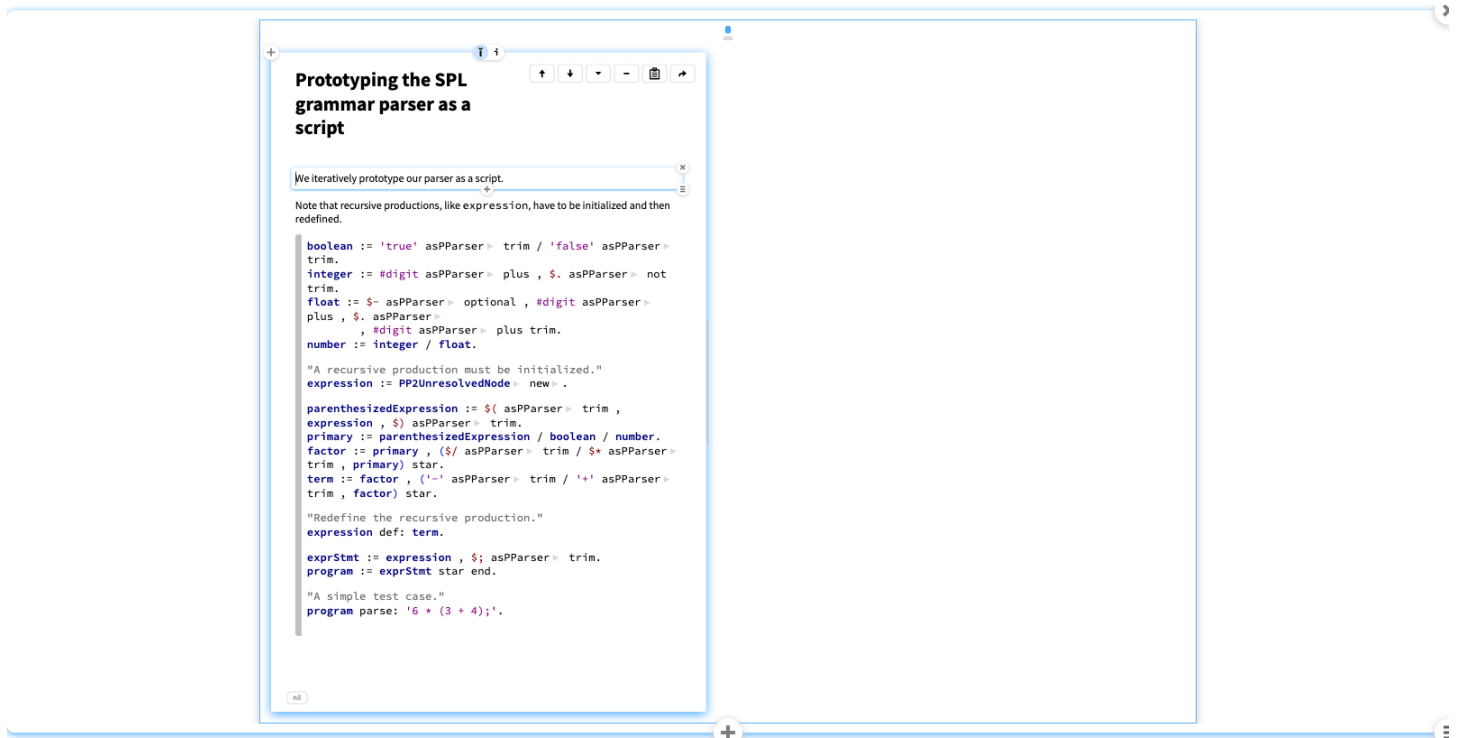 Prototyping the SPL
grammar parser as a
script
We iteratively prototype our parser as a script.
Note that recursive productions, like expression, have to be initialized and then
redefined.
boolean := 'true' asPParser trim / 'false' asPParser
trim.
integer := #digit asPParser plus , $. asPParser not
trim.
float := $- asPParser optional , #digit asPParser
plus , $. asPParser
, #digit asPParser plus trim.
number := integer / float.
"A recursive production must be initialized."
expression := PP2UnresolvedNode new .
parenthesizedExpression := $( asPParser trim ,
expression , $) asPParser trim.
primary := parenthesizedExpression / boolean / number.
factor := primary , ($/ asPParser trim / $* asPParser
trim , primary) star.
term := factor , ('-' asPParser trim / '+' asPParser
trim , factor) star.
"Redefine the recursive production."
expression def: term.
exprStmt := expression , $; asPParser trim.
program := exprStmt star end.
"A simple test case."
program parse: '6 * (3 + 4);'.
nil